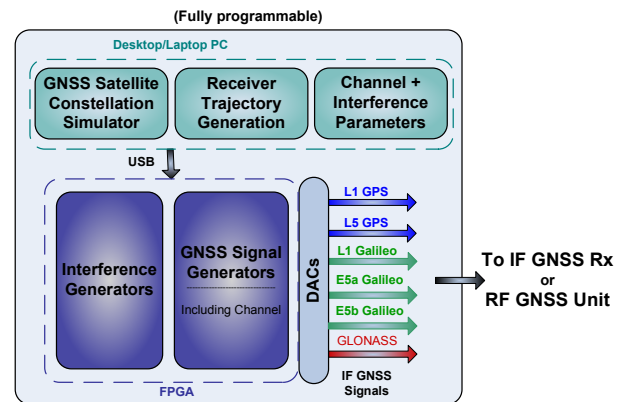 (Fully programmable)
Desktop/Laptop PC
GNSS Satellite
Constellation
Simulator
Receiver
Trajectory
Generation
Channel +
Interference
Parameters
USB
Interference
Generators
GNSS Signal
Generators
Including Channel
FPGA
DACs
L1 GPS
L5 GPS
L1 Galileo
E5a Galileo
E5b Galileo
GLONASS
IF GNSS
Signals
To IF GNSS Rx
or
RF GNSS Unit